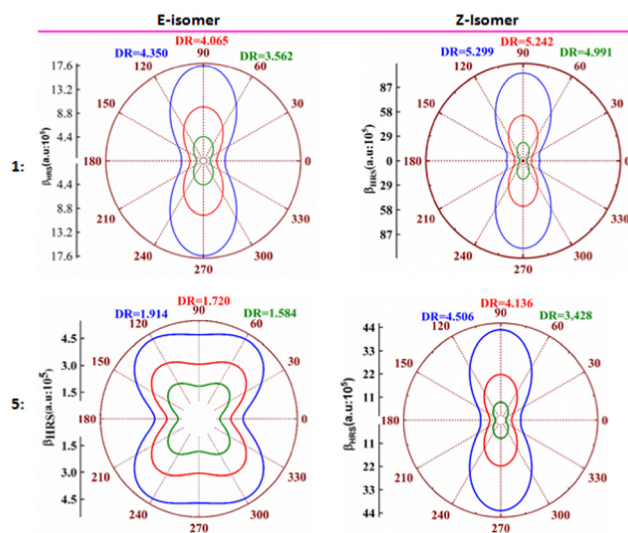 E-isomer Z-Isomer
DR=4.065
DR=4.350 DR=3.562
17.6 120 90 60
13.2 150 30
8.8
4.4
1: βHRS(a.u:10⁵) 180 0
4.4
8.8
13.2 210 330
17.6 240 270 300
DR=5.242
DR=5.299 DR=4.991
120 90 60
87 150 30
58
29
βHRS(a.u:10⁵) 0 180 0
29
58
87 210 330
240 270 300
DR=1.720
DR=1.914 DR=1.584
120 90 60
4.5 150 30
3.0
1.5
5: βHRS(a.u:10⁵) 180 0
1.5
3.0
4.5 210 330
240 270 300
DR=4.136
DR=4.506 DR=3,428
44 120 90 60
33 150 30
22
11
βHRS(a.u:10⁵) 180 0
11
22
33 210 330
44 240 270 300